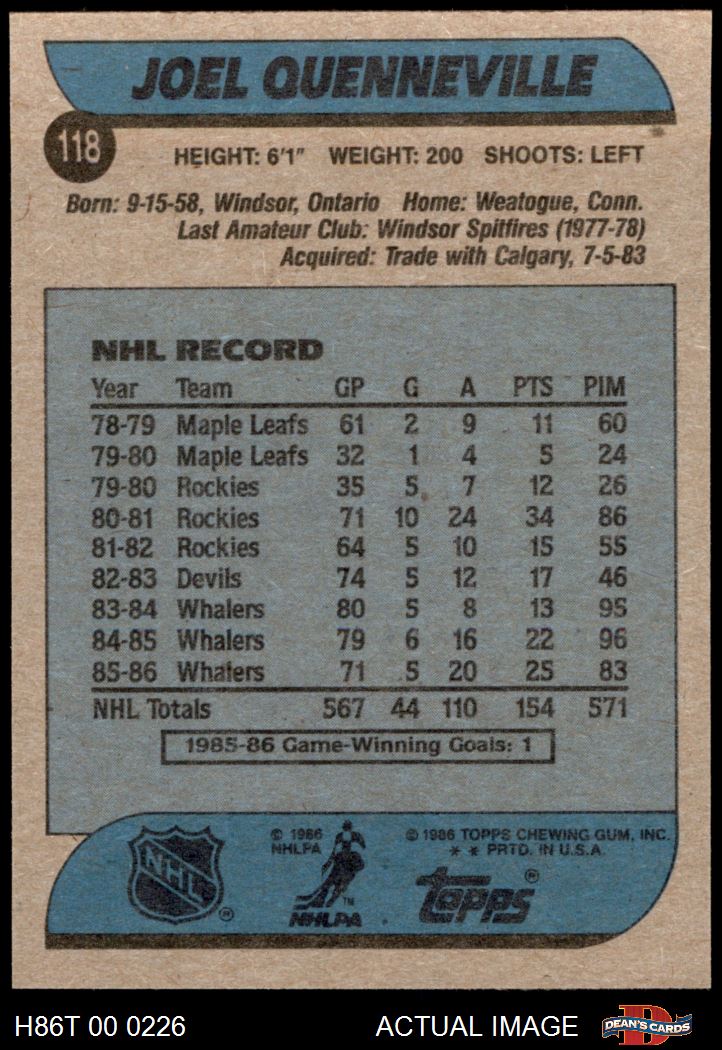 JOEL QUENNEVILLE
118
HEIGHT: 6'1" WEIGHT: 200 SHOOTS: LEFT
Born: 9-15-58, Windsor, Ontario Home: Weatogue, Conn.
Last Amateur Club: Windsor Spitfires (1977-78)
Acquired: Trade with Calgary, 7-5-83
NHL RECORD
Year Team GP G A PTS PIM
78-79 Maple Leafs 61 2 9 11 60
79-80 Maple Leafs 32 1 4 5 24
79-80 Rockies 35 5 7 12 26
80-81 Rockies 71 10 24 34 86
81-82 Rockies 64 5 10 15 55
82-83 Devils 74 5 12 17 46
83-84 Whalers 80 5 8 13 95
84-85 Whalers 79 6 16 22 96
85-86 Whalers 71 5 20 25 83
NHL Totals 567 44 110 154 571
1985-86 Game-Winning Goals: 1
© 1986 © 1986 TOPPS CHEWING GUM, INC.
NHLPA * * PRTD. IN U.S.A.
NHL ® NHLPA ™ Topps ®
H86T 00 0226 ACTUAL IMAGE D DEAN'S CARDS